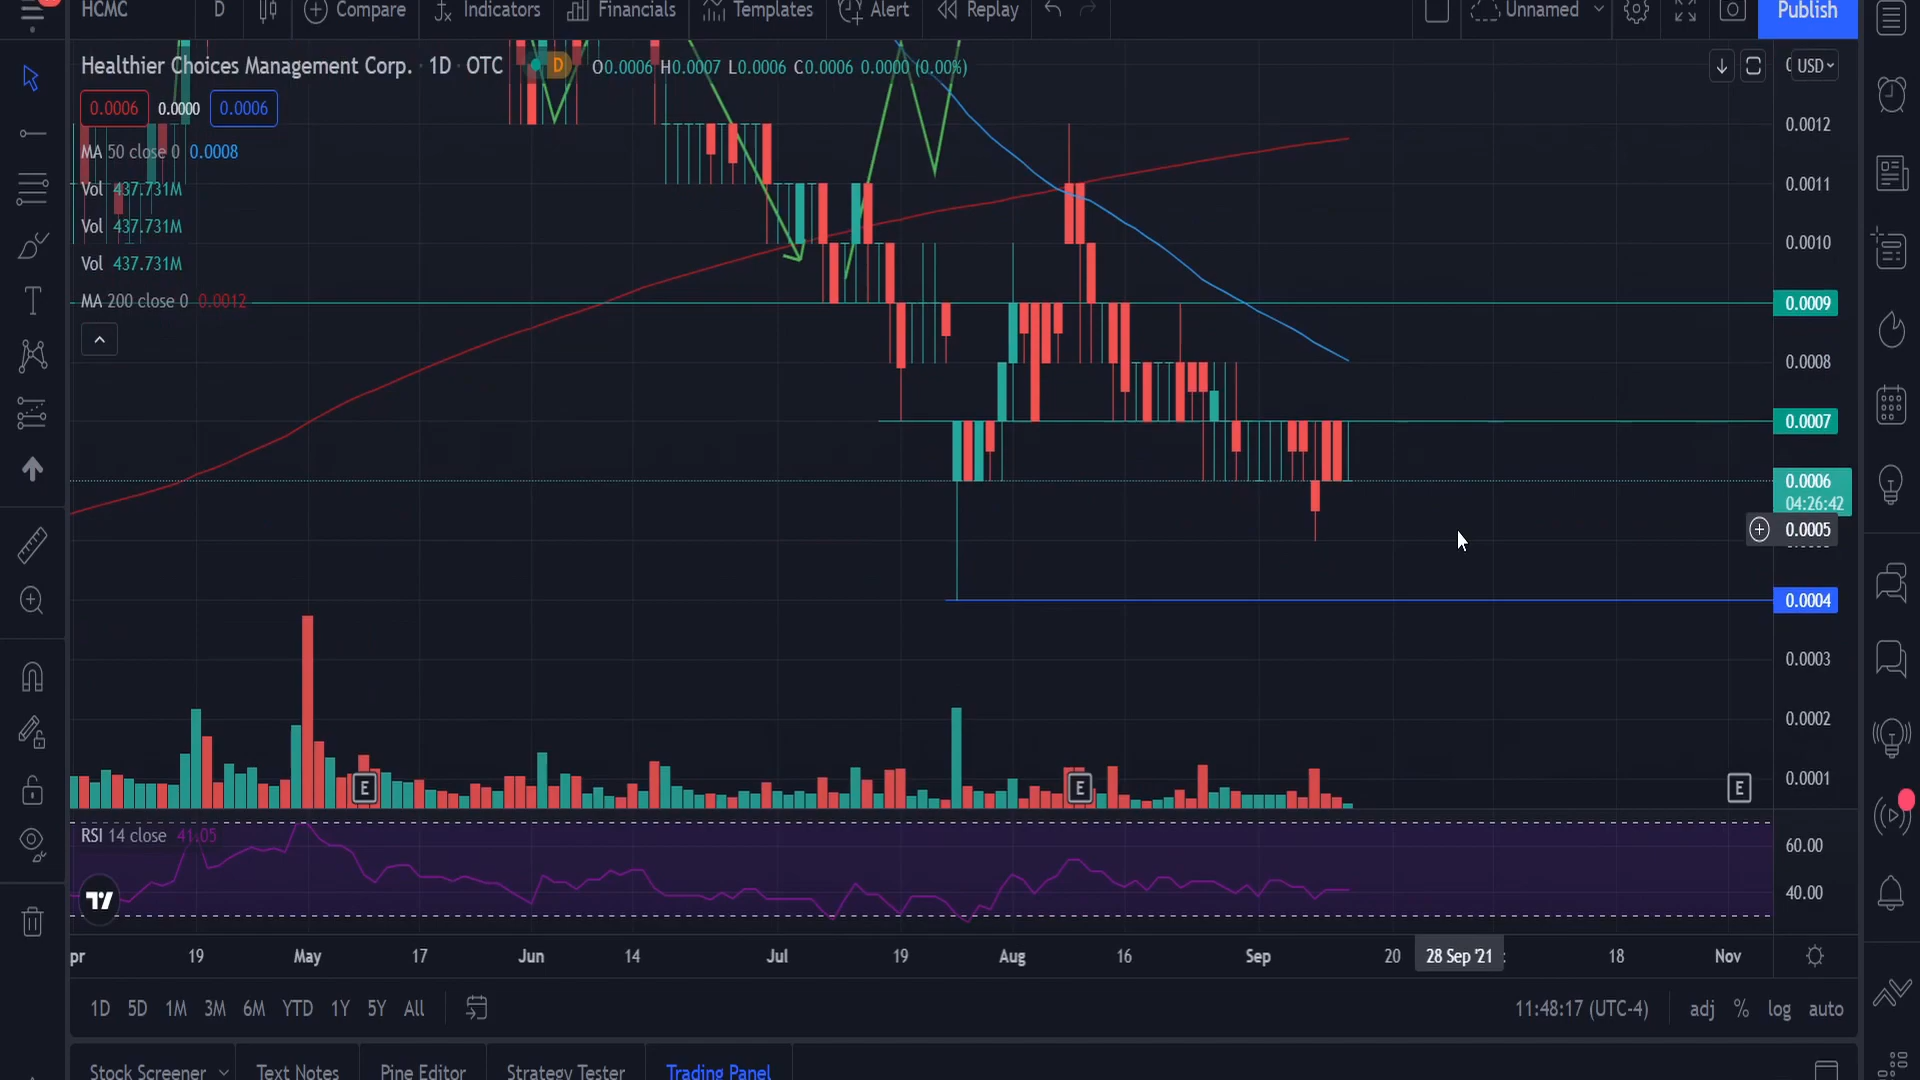 HCMC D Compare Indicators Financials Templates Alert Replay Unnamed Publish
Healthier Choices Management Corp. · 1D · OTC D O0.0006 H0.0007 L0.0006 C0.0006 0.0000 (0.00%) USD
0.0006 0.0000 0.0006
MA 50 close 0 0.0008
Vol 437.731M
Vol 437.731M
Vol 437.731M
MA 200 close 0 0.0012
0.0012
0.0011
0.0010
0.0009
0.0008
0.0007
0.0006
04:26:42
0.0005
0.0004
0.0003
0.0002
0.0001
E E E
RSI 14 close 41.05
60.00
40.00
pr 19 May 17 Jun 14 Jul 19 Aug 16 Sep 20 28 Sep '21 18 Nov
1D 5D 1M 3M 6M YTD 1Y 5Y All 11:48:17 (UTC-4) adj % log auto
Stock Screener Text Notes Pine Editor Strategy Tester Trading Panel